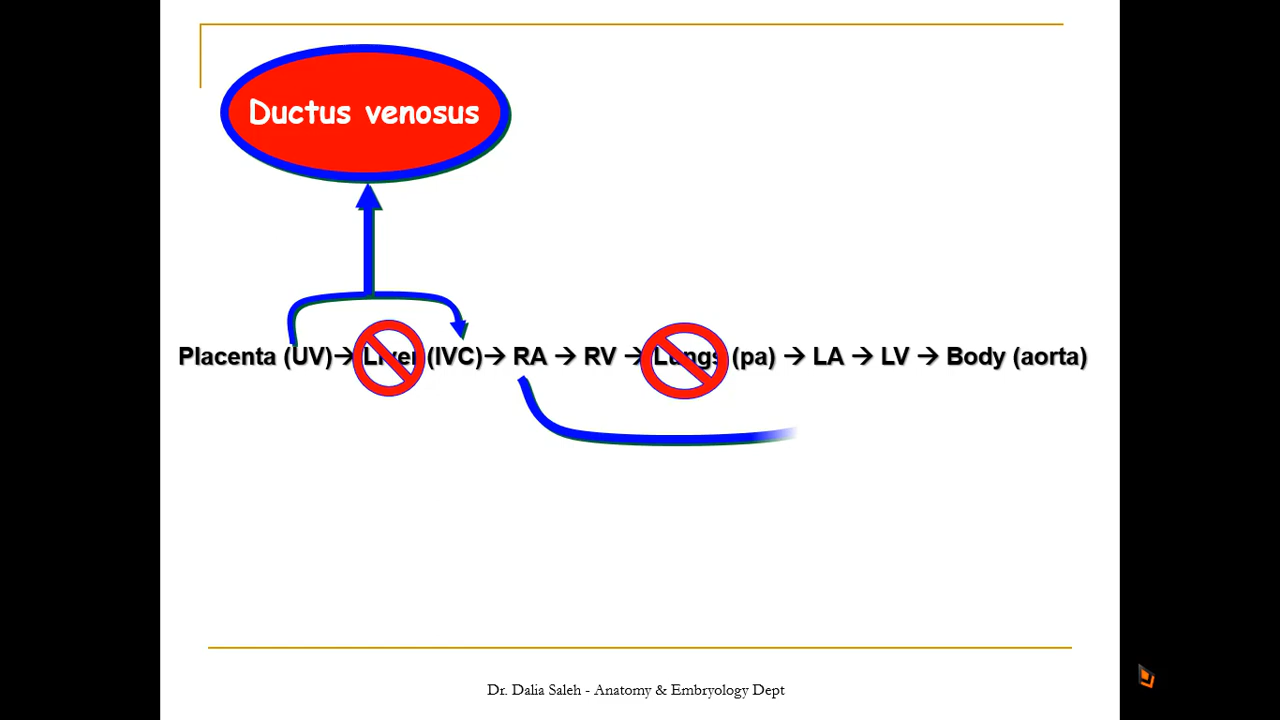 Ductus venosus
Placenta (UV)→ Liver (IVC)→ RA → RV → Lungs (pa) → LA → LV → Body (aorta)
Dr. Dalia Saleh - Anatomy & Embryology Dept